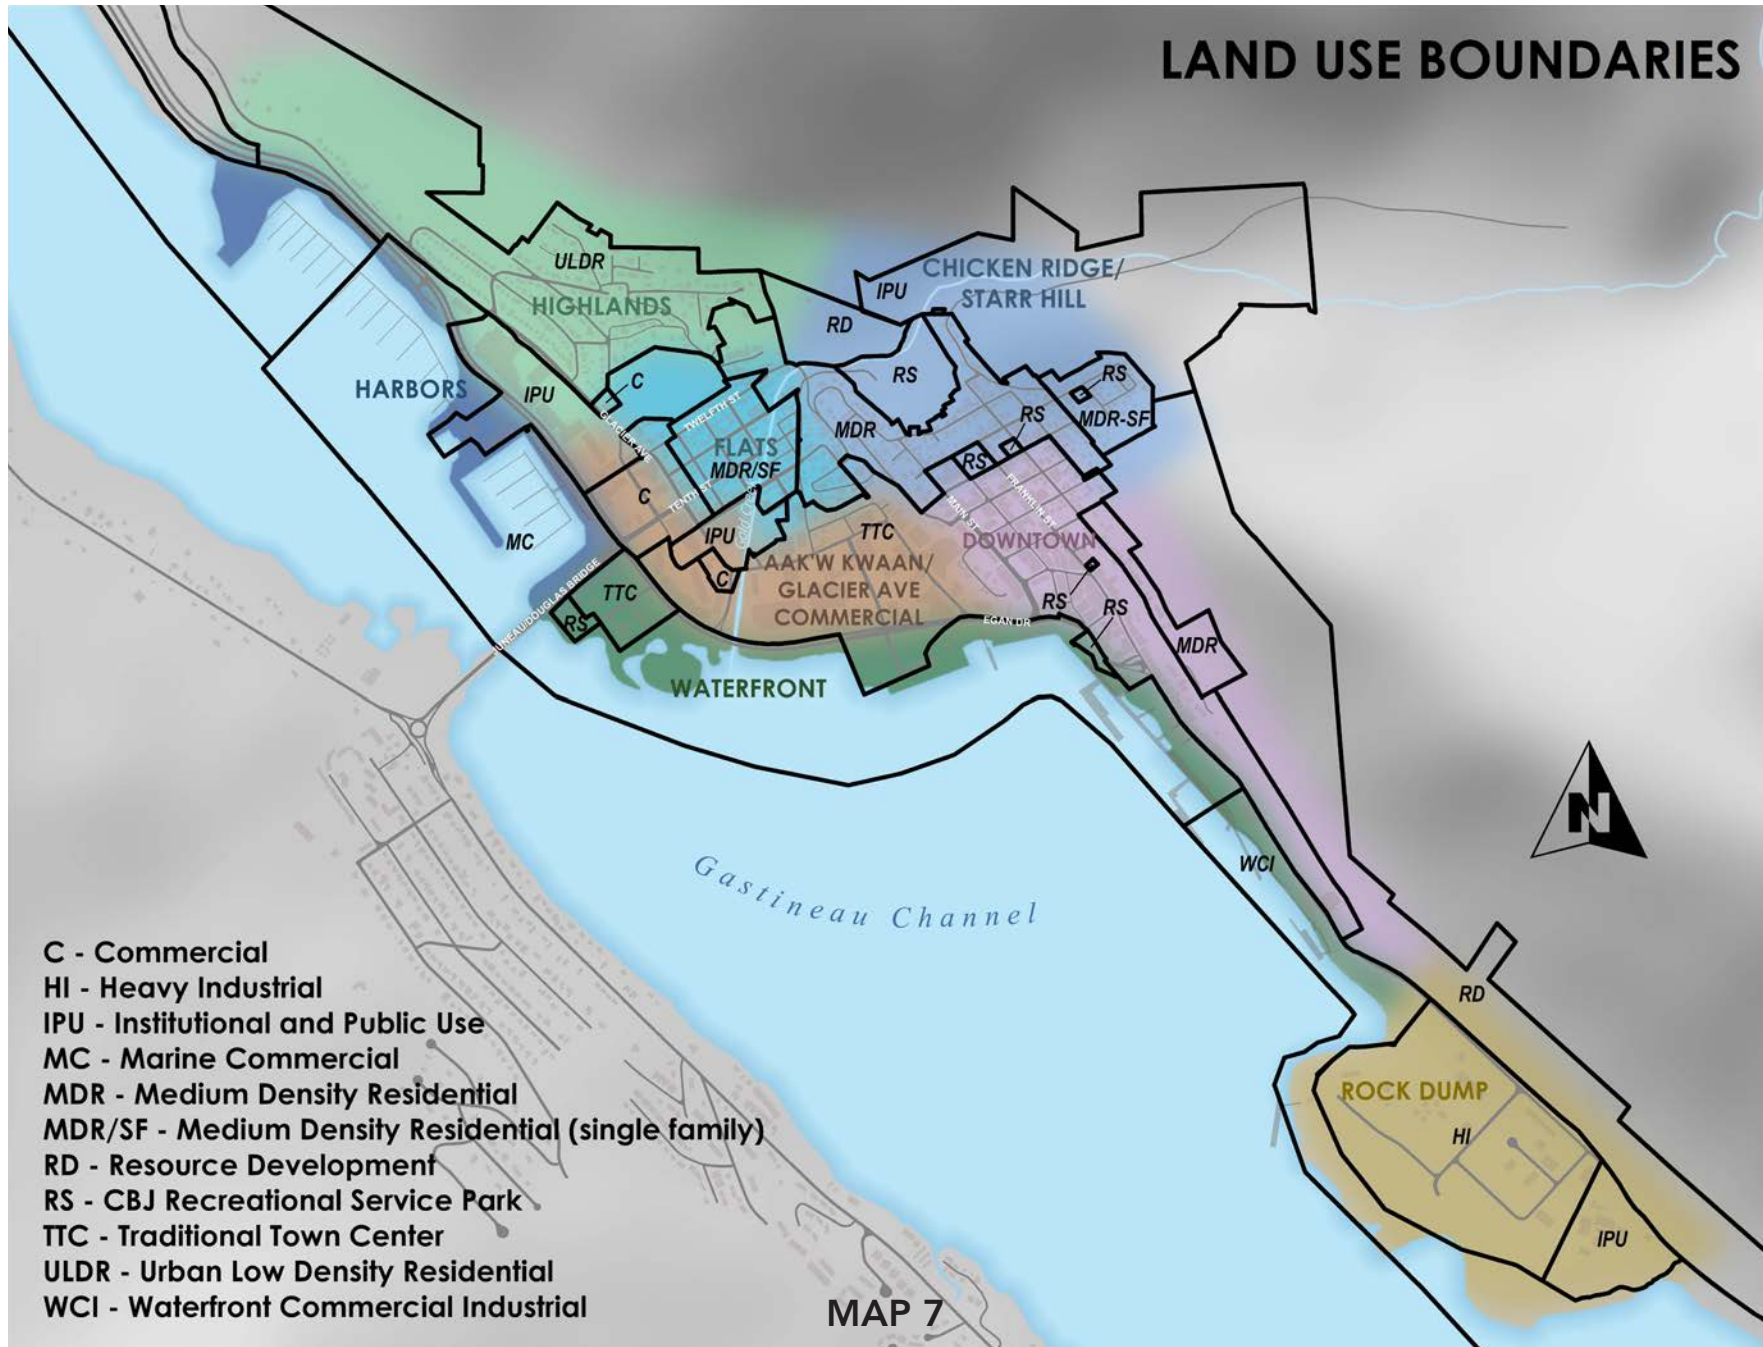 LAND USE BOUNDARIES
CHICKEN RIDGE/
STARR HILL
ULDR
IPU
HIGHLANDS
RD
RS
C
RS
HARBORS
IPU
GLACIER AVE
TWELFTH ST
RS
MDR
MDR-SF
FLATS
MDR/SF
RS
C
TENTH ST
FRANKLIN ST
MAIN ST
Gold Creek
IPU
TTC
DOWNTOWN
MC
AAK'W KWAAN/
GLACIER AVE
COMMERCIAL
C
TTC
JUNEAU/DOUGLAS BRIDGE
RS
RS
RS
EGAN DR
MDR
WATERFRONT
N
WCI
Gastineau Channel
RD
ROCK DUMP
HI
IPU
C - Commercial
HI - Heavy Industrial
IPU - Institutional and Public Use
MC - Marine Commercial
MDR - Medium Density Residential
MDR/SF - Medium Density Residential (single family)
RD - Resource Development
RS - CBJ Recreational Service Park
TTC - Traditional Town Center
ULDR - Urban Low Density Residential
WCI - Waterfront Commercial Industrial
MAP 7